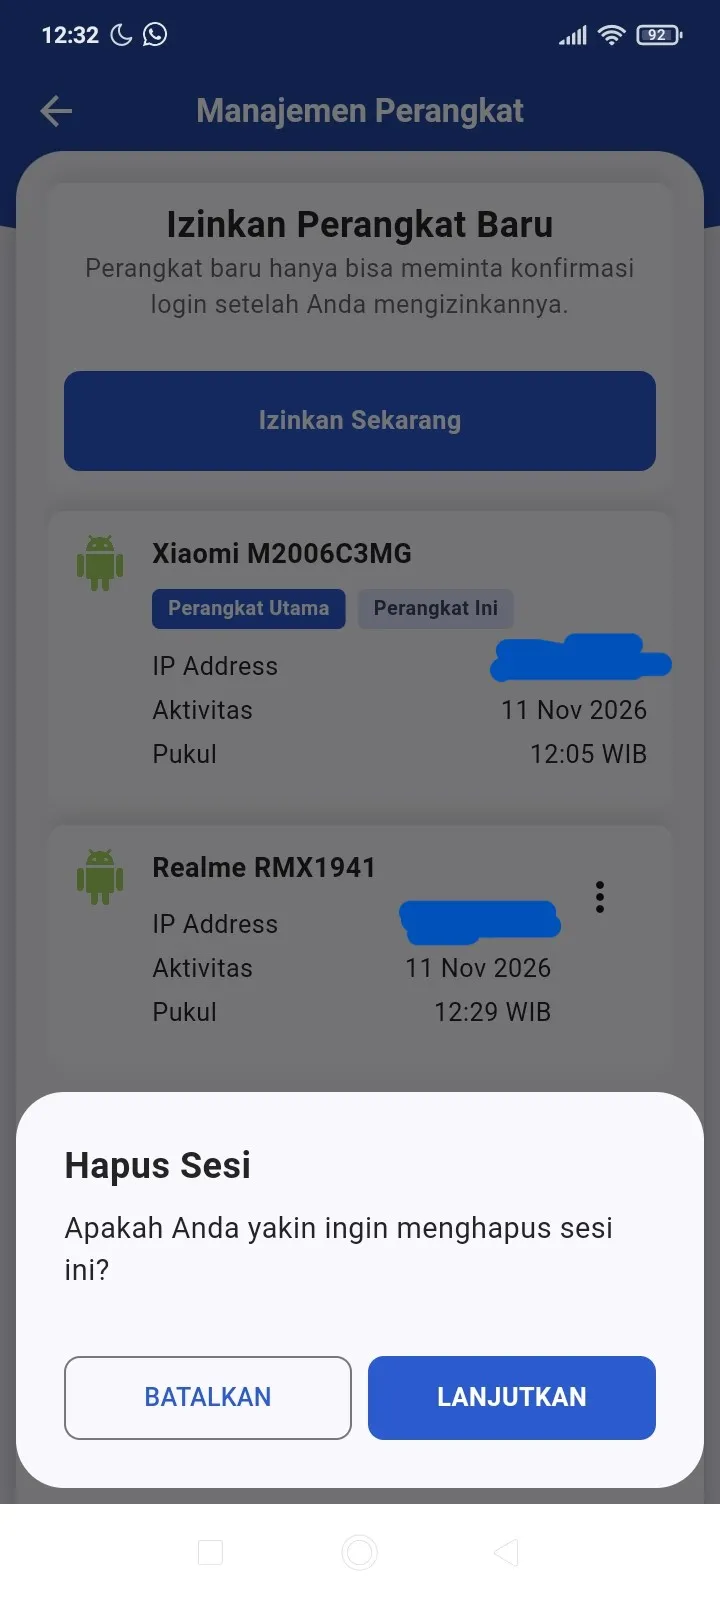 12:32
92
Manajemen Perangkat
Izinkan Perangkat Baru
Perangkat baru hanya bisa meminta konfirmasi
login setelah Anda mengizinkannya.
Izinkan Sekarang
Xiaomi M2006C3MG
Perangkat Utama Perangkat Ini
IP Address
Aktivitas 11 Nov 2026
Pukul 12:05 WIB
Realme RMX1941
IP Address
Aktivitas 11 Nov 2026
Pukul 12:29 WIB
Hapus Sesi
Apakah Anda yakin ingin menghapus sesi
ini?
BATALKAN LANJUTKAN